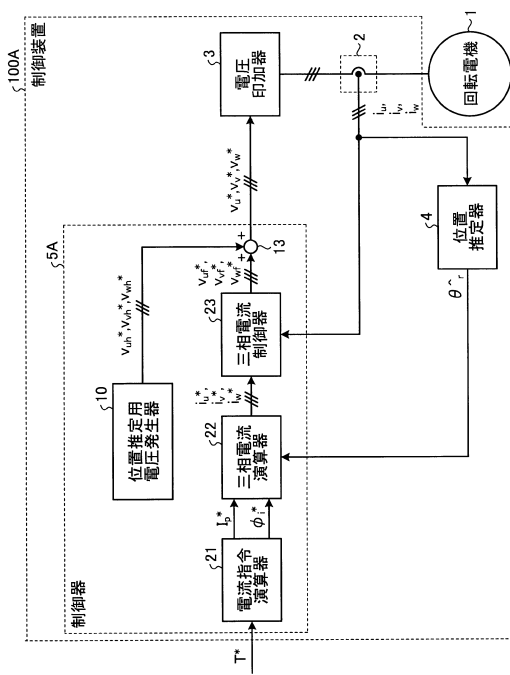 100A
制御装置
5A
制御器
10
位置推定用
電圧発生器
vuh*,vvh*,vwh*
T*
21
電流指令
演算器
Ip*
φi*
22
三相電流
演算器
iu*,
iv*,
iw*
23
三相電流
制御器
vuf*,
vvf*,
vwf*
+
+
13
vu*,vv*,vw*
3
電圧
印加器
2
iu,
iv,
iw
1
回転電機
4
位置
推定器
θ^r